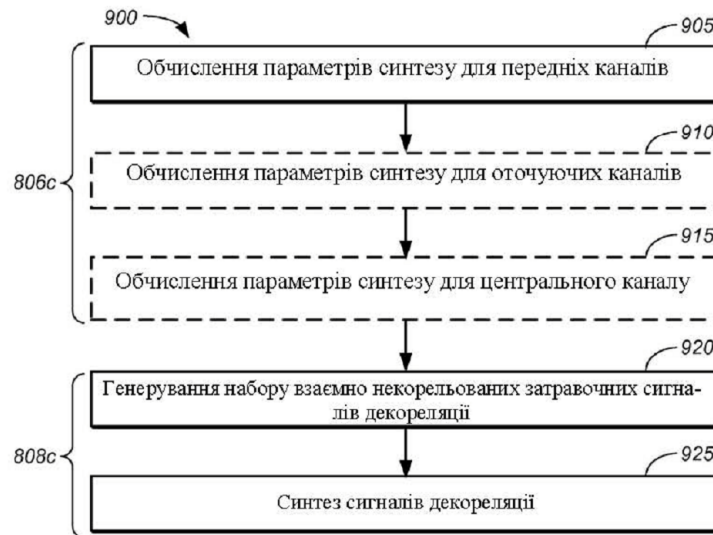 900
905
Обчислення параметрів синтезу для передніх каналів
910
Обчислення параметрів синтезу для оточуючих каналів
806c
915
Обчислення параметрів синтезу для центрального каналу
920
Генерування набору взаємно некорельованих затравочних сигна-
лів декореляції
808c
925
Синтез сигналів декореляції